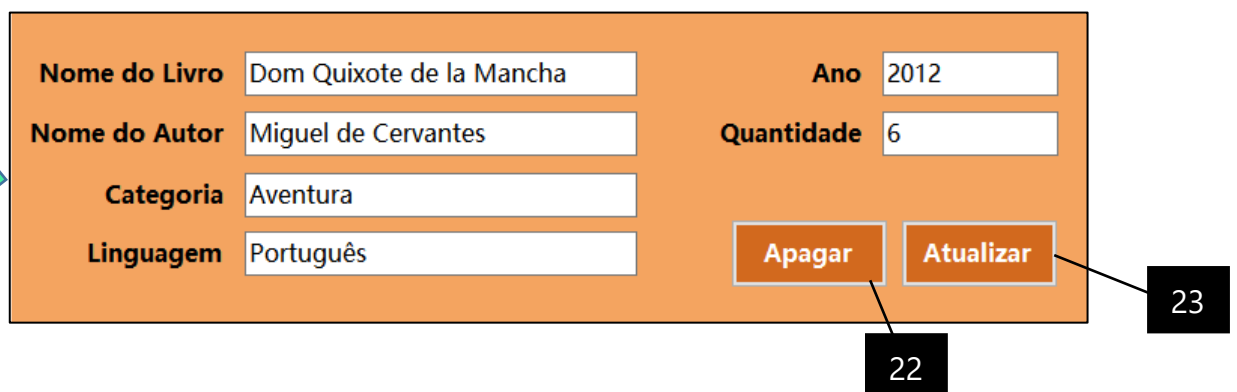 Nome do Livro Dom Quixote de la Mancha Ano 2012
Nome do Autor Miguel de Cervantes Quantidade 6
Categoria Aventura
Linguagem Português Apagar Atualizar
23
22